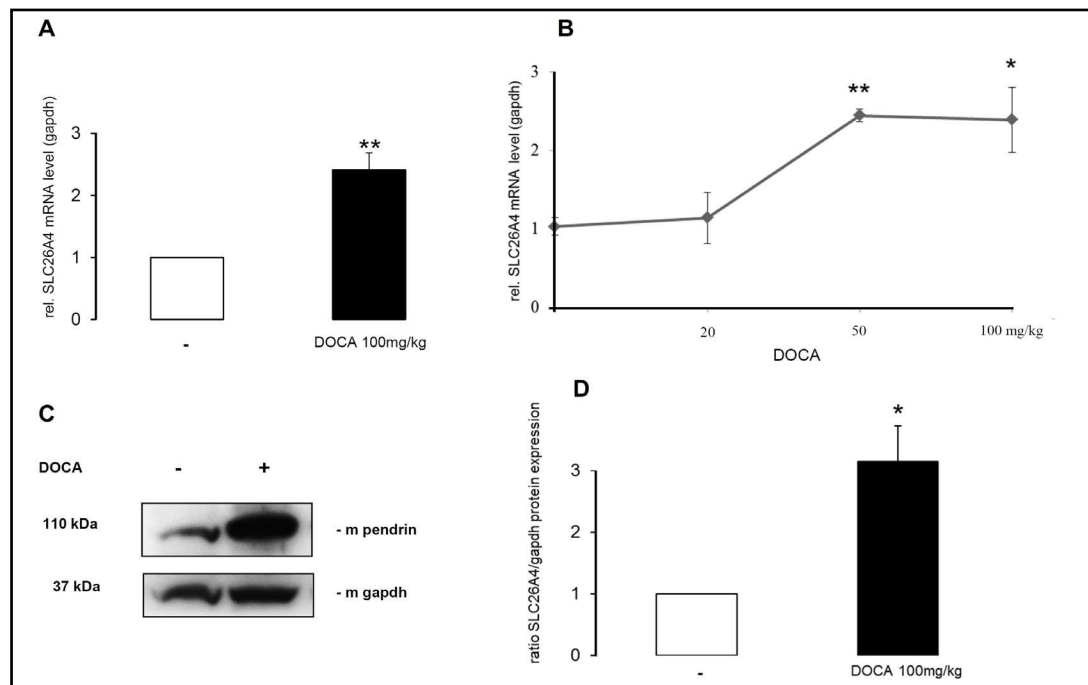 A
rel. SLC26A4 mRNA level (gapdh)
3
**
2
1
0
-
DOCA 100mg/kg
B
rel. SLC26A4 mRNA level (gapdh)
3
*
**
2
1
0
20
50
100 mg/kg
DOCA
C
DOCA
-
+
110 kDa
- m pendrin
37 kDa
- m gapdh
D
ratio SLC26A4/gapdh protein expression
*
3
2
1
0
-
DOCA 100mg/kg